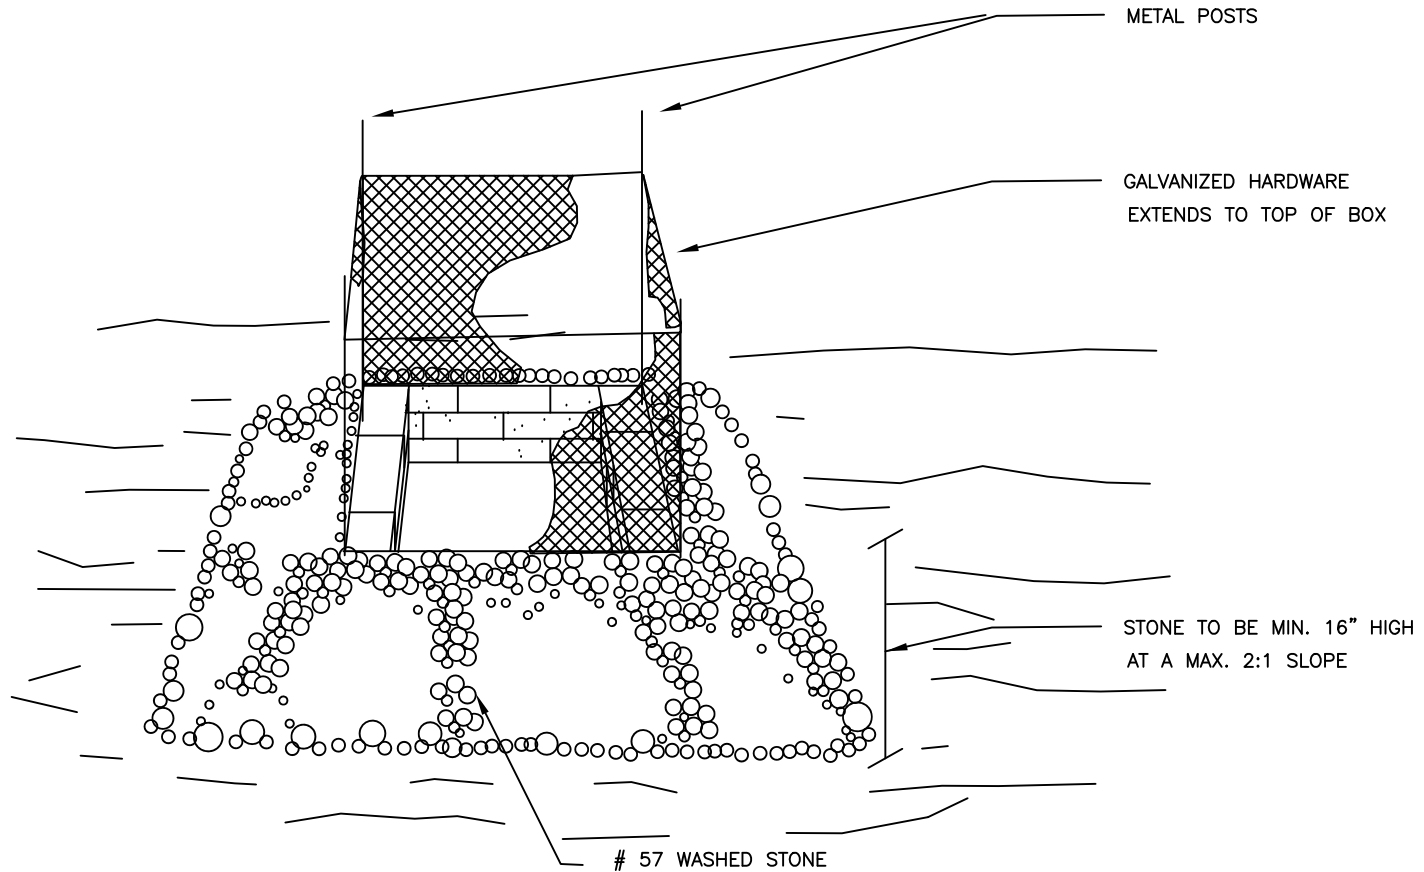 METAL POSTS
GALVANIZED HARDWARE
EXTENDS TO TOP OF BOX
STONE TO BE MIN. 16” HIGH
AT A MAX. 2:1 SLOPE
# 57 WASHED STONE